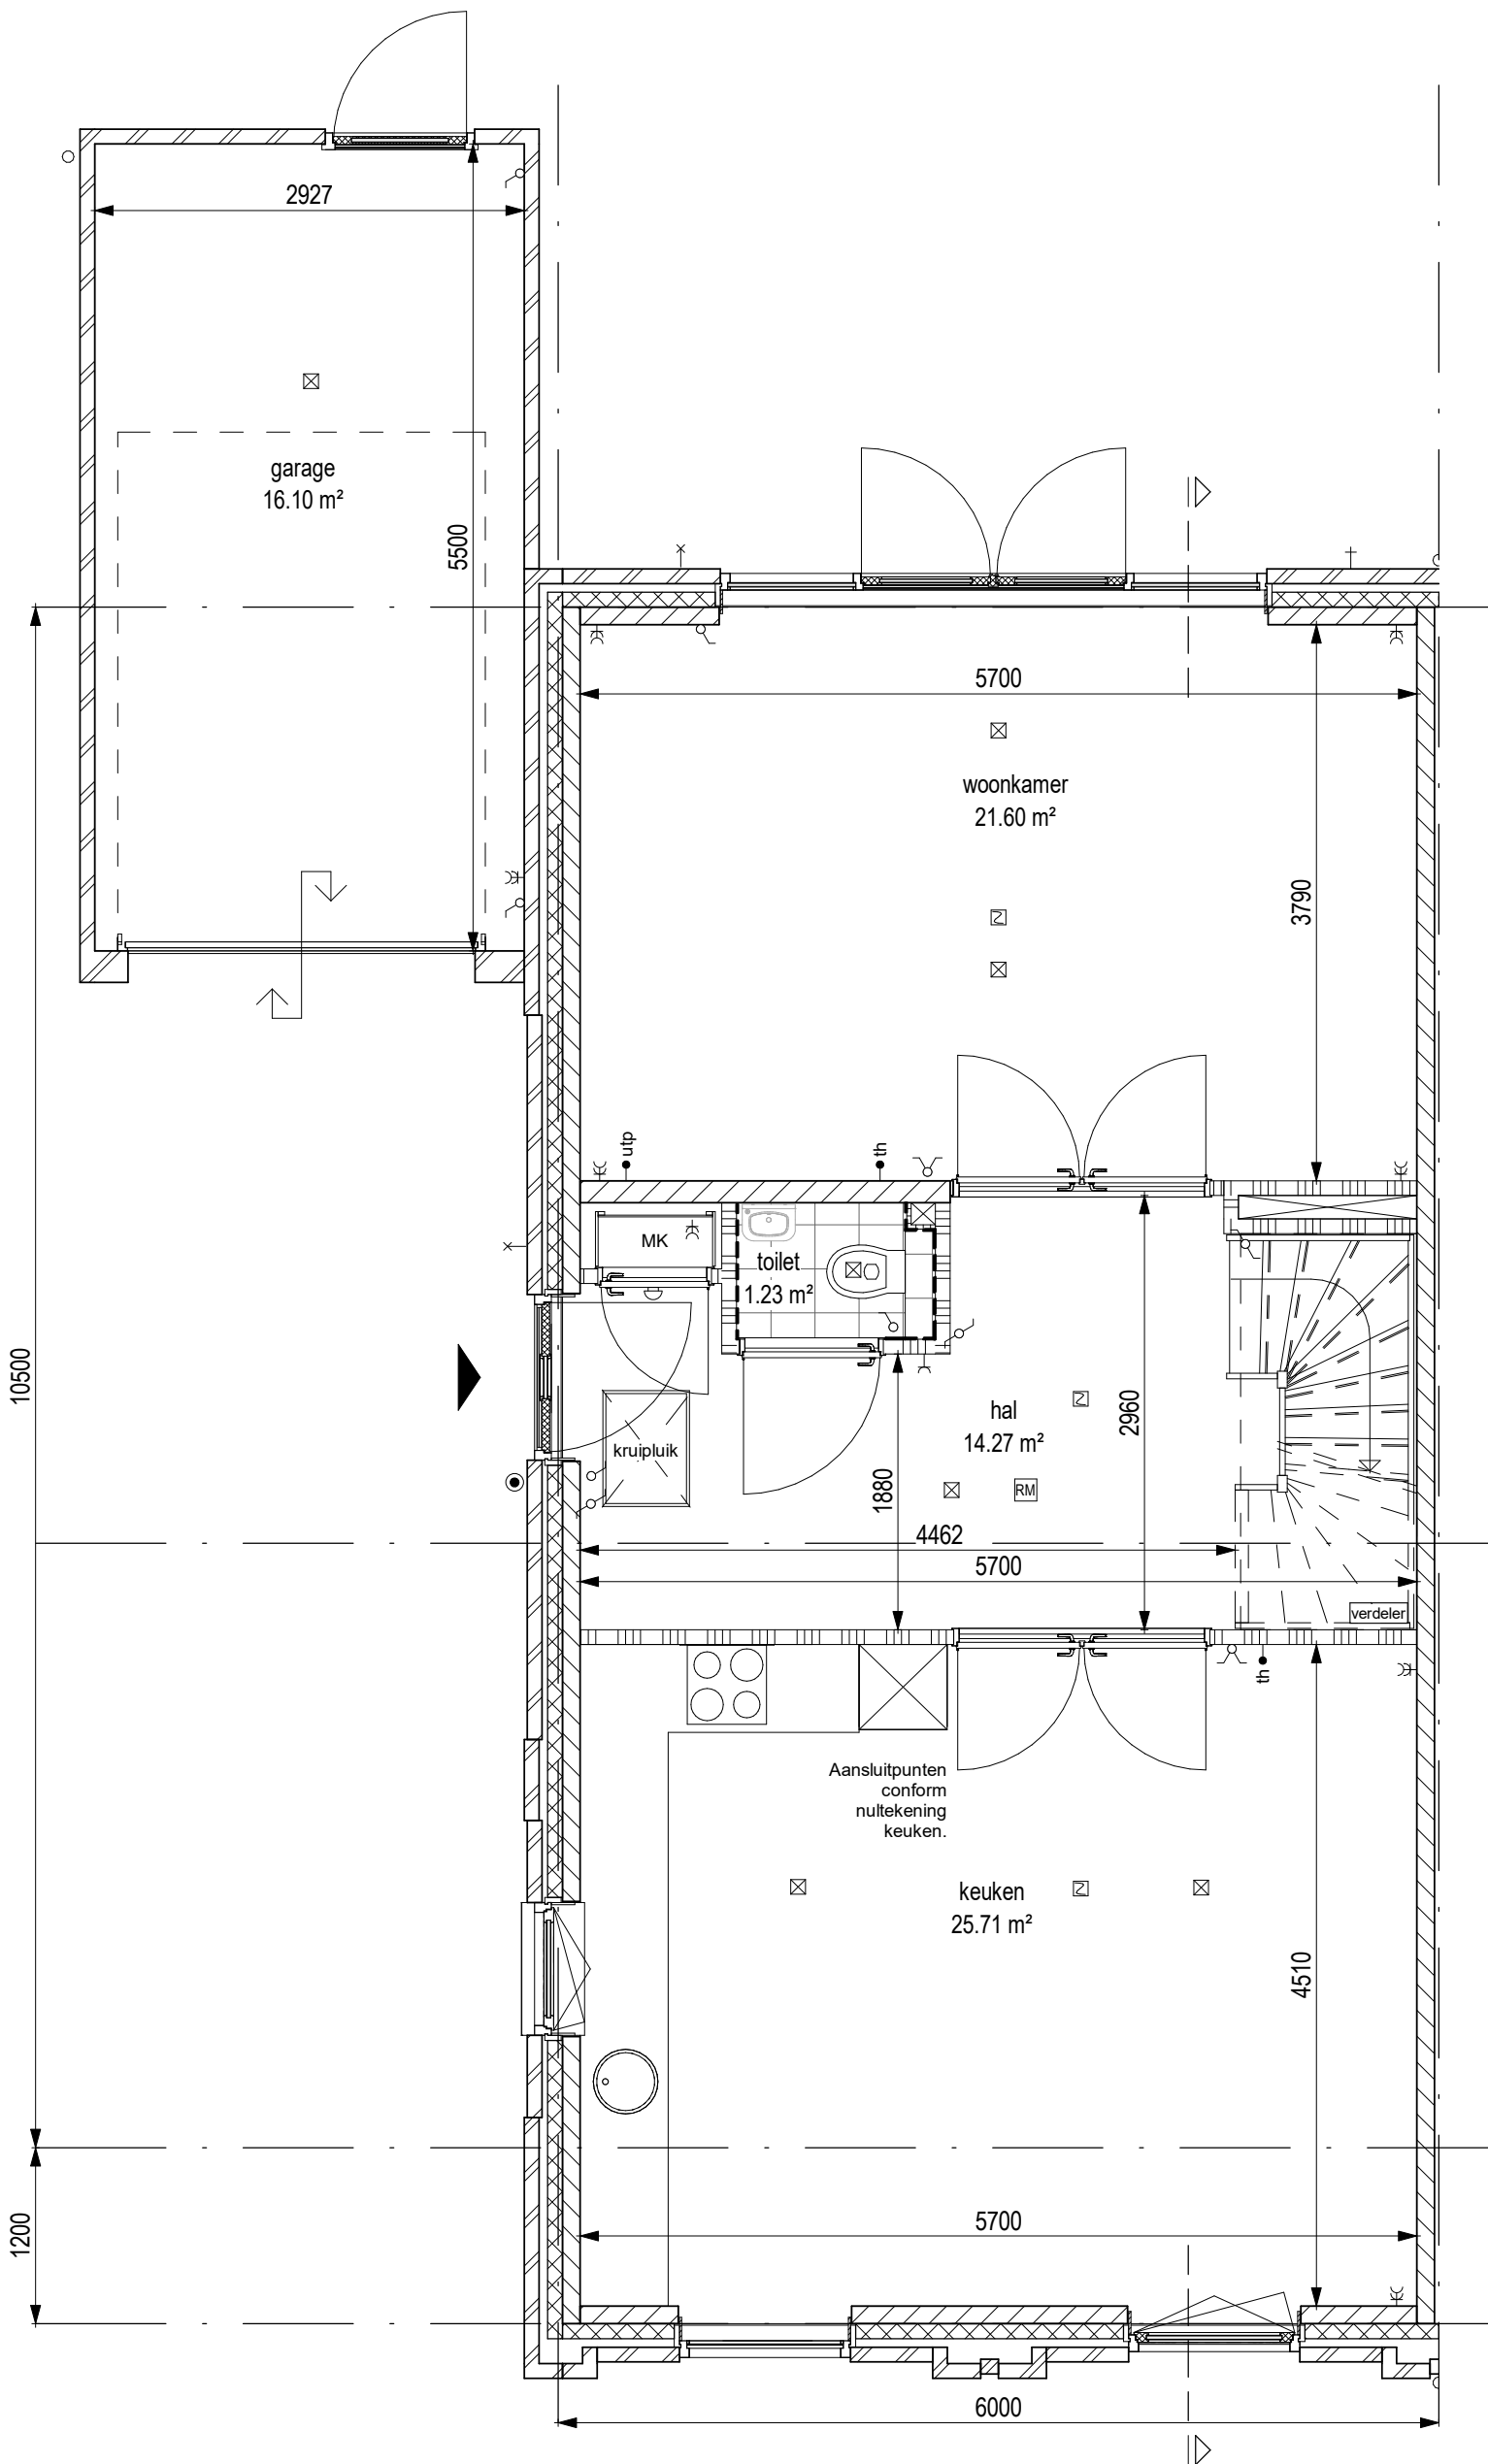 2927
garage
16.10 m²
5500
5700
woonkamer
21.60 m²
3790
utp
th
MK
toilet
1.23 m²
10500
kruipluik
hal
14.27 m²
2960
RM
1880
4462
5700
verdeler
th
Aansluitpunten
conform
nultekening
keuken.
keuken
25.71 m²
4510
1200
5700
6000